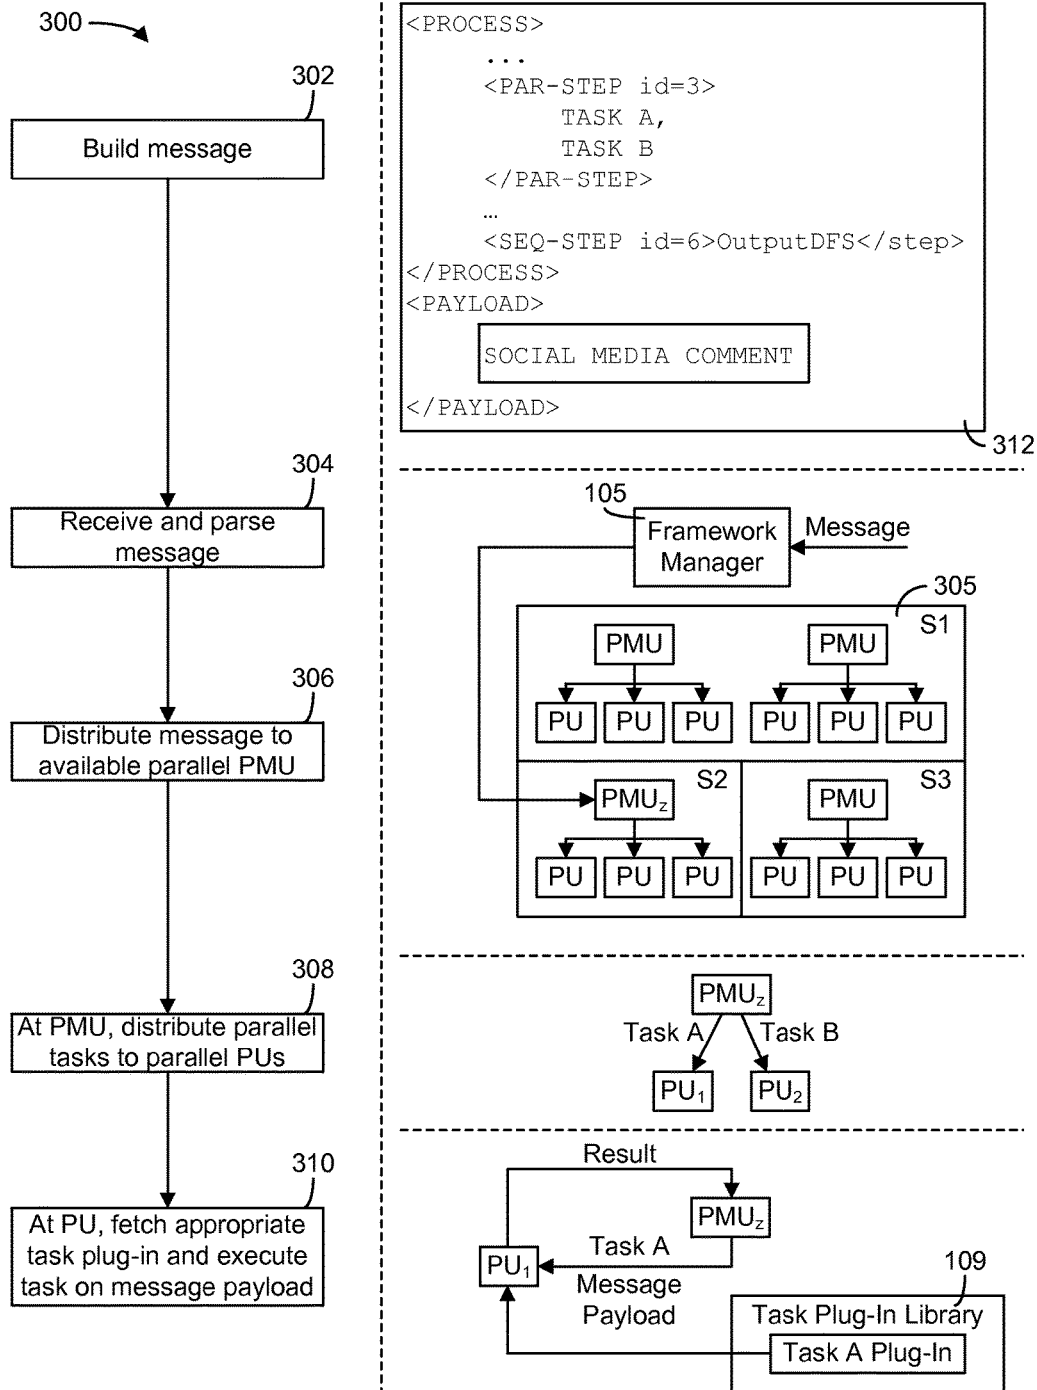 300
302
Build message
304
Receive and parse
message
306
Distribute message to
available parallel PMU
308
At PMU, distribute parallel
tasks to parallel PUs
310
At PU, fetch appropriate
task plug-in and execute
task on message payload
<PROCESS>
...
<PAR-STEP id=3>
TASK A,
TASK B
</PAR-STEP>
…
<SEQ-STEP id=6>OutputDFS</step>
</PROCESS>
<PAYLOAD>
SOCIAL MEDIA COMMENT
</PAYLOAD>
312
105
Framework
Manager
Message
305
S1
PMU PMU
PU PU PU PU PU PU
S2 S3
PMUz PMU
PU PU PU PU PU PU
PMUz
Task A Task B
PU1 PU2
Result
PMUz
Task A
PU1
Message
Payload
109
Task Plug-In Library
Task A Plug-In